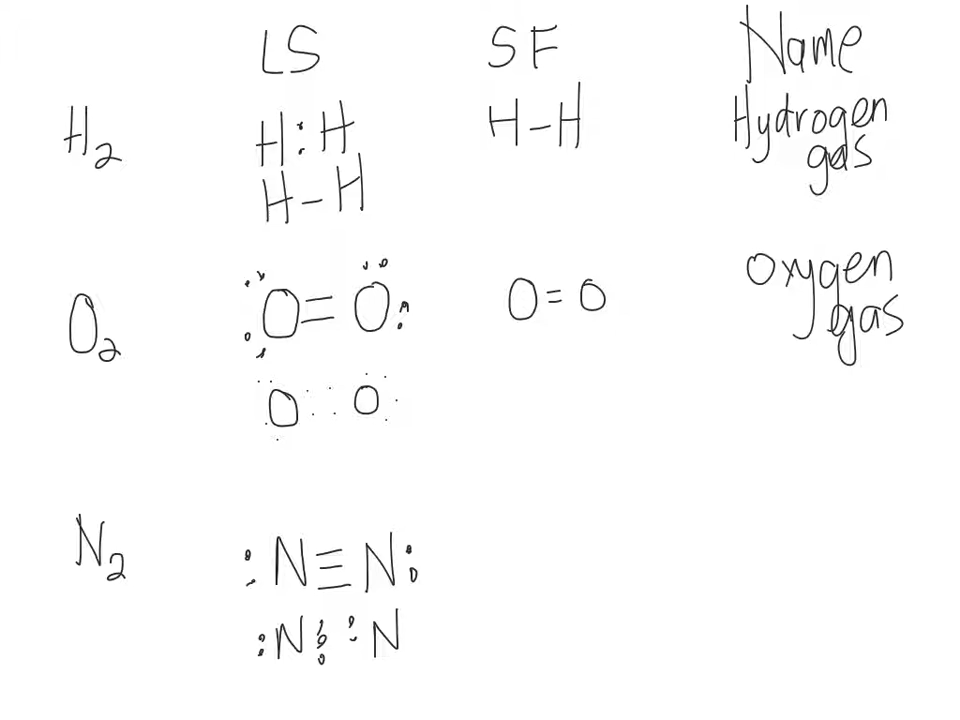 LS SF Name
H₂ H:H H–H Hydrogen gas
H–H
O₂ :Ö=Ö: O=O Oxygen gas
O::O
N₂ :N≡N:
:N⋮ :N